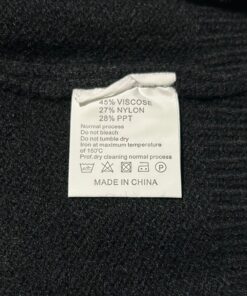 45% VISCOSE
27% NYLON
28% PPT
Normal process
Do not bleach
Do not tumble dry
Iron at maximum temperature
of 150°C
Pref.dry cleaning normal process
MADE IN CHINA